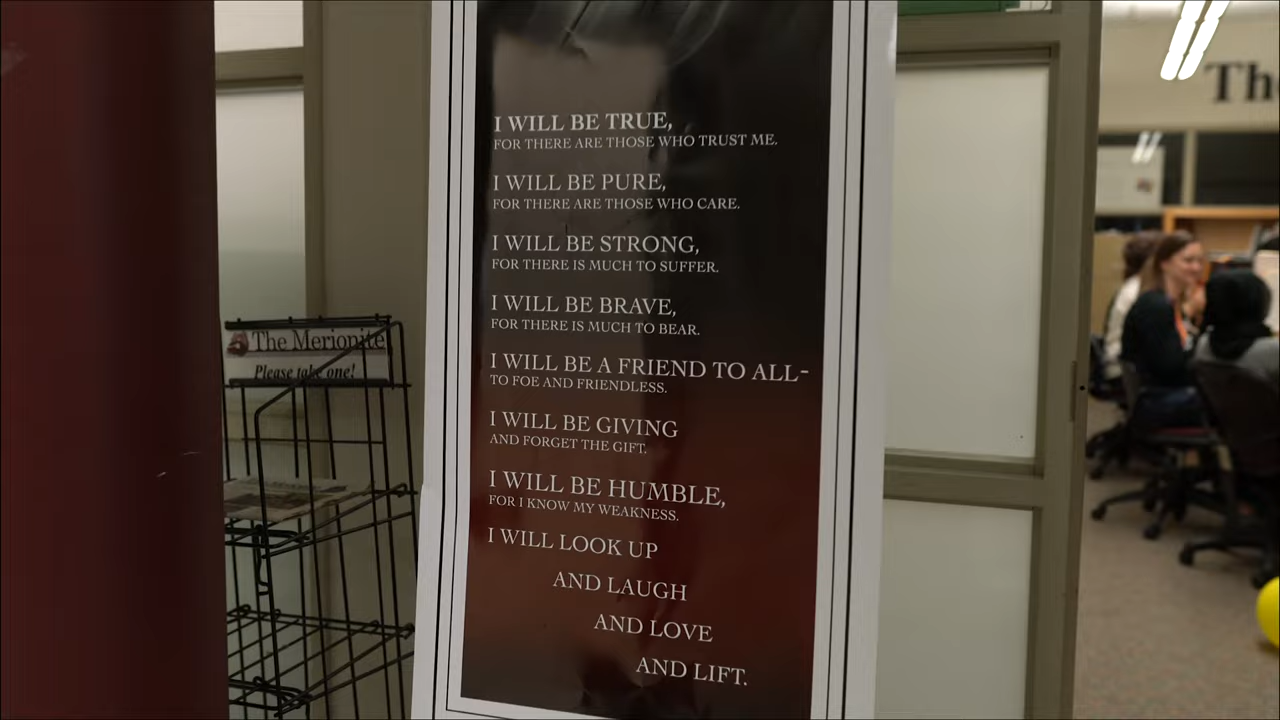 I WILL BE TRUE,
FOR THERE ARE THOSE WHO TRUST ME.
I WILL BE PURE,
FOR THERE ARE THOSE WHO CARE.
I WILL BE STRONG,
FOR THERE IS MUCH TO SUFFER.
I WILL BE BRAVE,
FOR THERE IS MUCH TO BEAR.
I WILL BE A FRIEND TO ALL-
TO FOE AND FRIENDLESS.
I WILL BE GIVING
AND FORGET THE GIFT.
I WILL BE HUMBLE,
FOR I KNOW MY WEAKNESS.
I WILL LOOK UP
AND LAUGH
AND LOVE
AND LIFT.
The Merionite
Please take one!